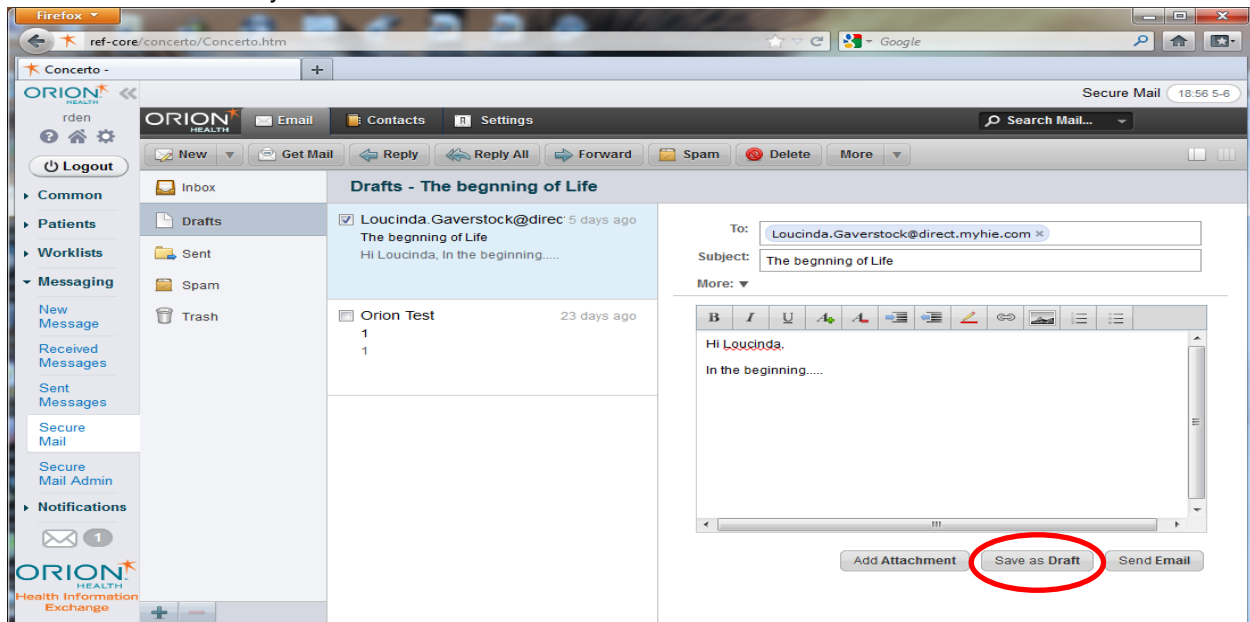 Firefox
ref-core/concerto/Concerto.htm
Google
Concerto -
ORION HEALTH
Secure Mail 18:56 5-6
rden
Logout
Common
Patients
Worklists
Messaging
New Message
Received Messages
Sent Messages
Secure Mail
Secure Mail Admin
Notifications
1
ORION HEALTH
Health Information Exchange
ORION HEALTH
Email
Contacts
Settings
Search Mail...
New
Get Mail
Reply
Reply All
Forward
Spam
Delete
More
Inbox
Drafts
Sent
Spam
Trash
Drafts - The begnning of Life
Loucinda.Gaverstock@direc 5 days ago
The begnning of Life
Hi Loucinda, In the beginning.....
Orion Test 23 days ago
1
1
To: Loucinda.Gaverstock@direct.myhie.com ×
Subject: The begnning of Life
More:
B I U A A
Hi Loucinda,
In the beginning.....
Add Attachment
Save as Draft
Send Email